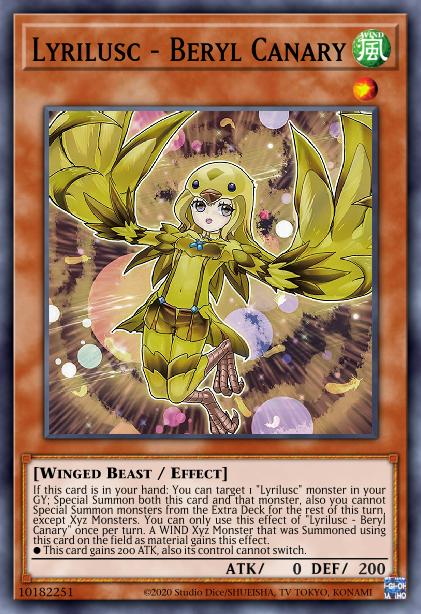 Lyrilusc - Beryl Canary
WIND
風
[Winged Beast / Effect]
If this card is in your hand: You can target 1 "Lyrilusc" monster in your
GY; Special Summon both this card and that monster, also you cannot
Special Summon monsters from the Extra Deck for the rest of this turn,
except Xyz Monsters. You can only use this effect of "Lyrilusc - Beryl
Canary" once per turn. A WIND Xyz Monster that was Summoned using
this card on the field as material gains this effect.
● This card gains 200 ATK, also its control cannot switch.
ATK/ 0 DEF/ 200
10182251 ©2020 Studio Dice/SHUEISHA, TV TOKYO, KONAMI